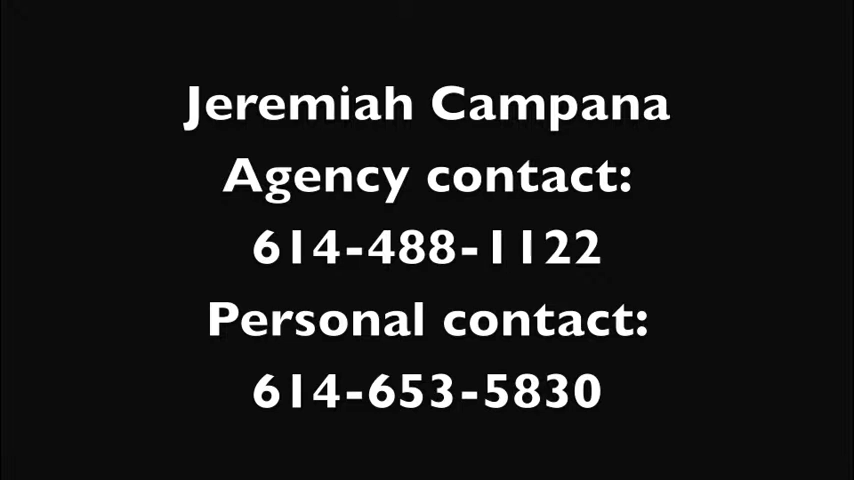 Jeremiah Campana
Agency contact:
614-488-1122
Personal contact:
614-653-5830